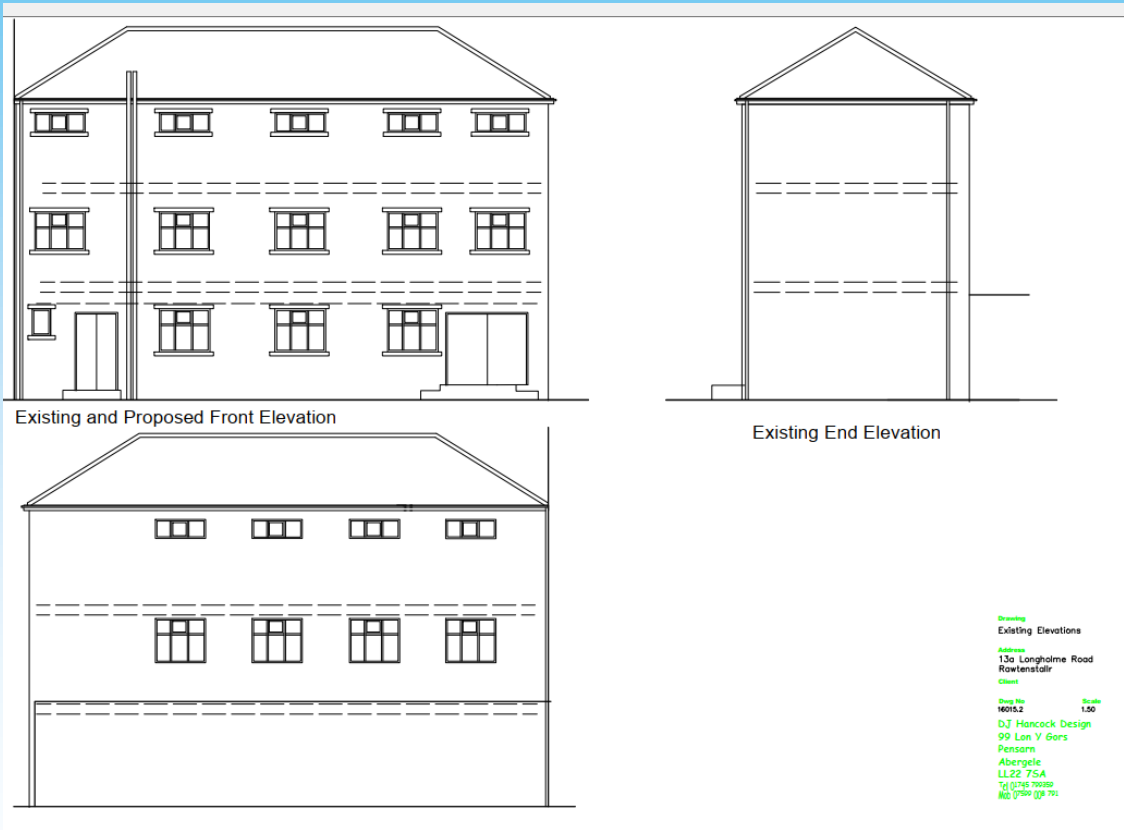 Existing and Proposed Front Elevation
Existing End Elevation
Drawing
Existing Elevations
Address
13a Longholme Road
Rawtenstallr
Client
Dwg No Scale
16015.2 1.50
DJ Hancock Design
99 Lon Y Gors
Pensarn
Abergele
LL22 7SA